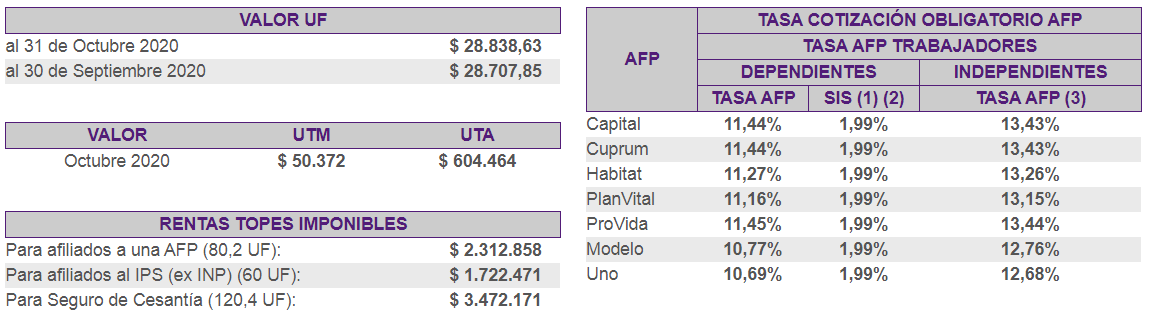 VALOR UF
al 31 de Octubre 2020 $ 28.838,63
al 30 de Septiembre 2020 $ 28.707,85
VALOR UTM UTA
Octubre 2020 $ 50.372 $ 604.464
RENTAS TOPES IMPONIBLES
Para afiliados a una AFP (80,2 UF): $ 2.312.858
Para afiliados al IPS (ex INP) (60 UF): $ 1.722.471
Para Seguro de Cesantía (120,4 UF): $ 3.472.171
AFP
TASA COTIZACIÓN OBLIGATORIO AFP
TASA AFP TRABAJADORES
DEPENDIENTES INDEPENDIENTES
TASA AFP SIS (1) (2) TASA AFP (3)
Capital 11,44% 1,99% 13,43%
Cuprum 11,44% 1,99% 13,43%
Habitat 11,27% 1,99% 13,26%
PlanVital 11,16% 1,99% 13,15%
ProVida 11,45% 1,99% 13,44%
Modelo 10,77% 1,99% 12,76%
Uno 10,69% 1,99% 12,68%